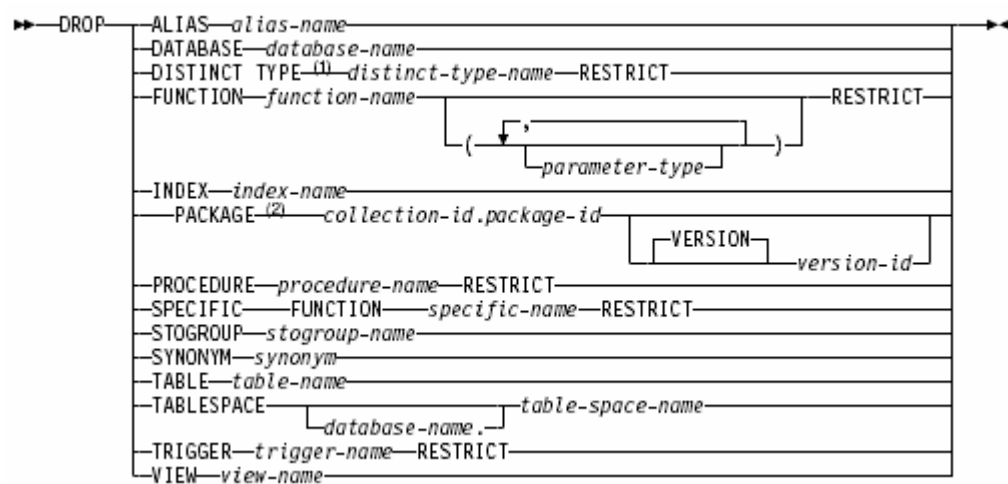 DROP ALIAS alias-name
DATABASE database-name
DISTINCT TYPE (1) distinct-type-name RESTRICT
FUNCTION function-name RESTRICT
,
( )
parameter-type
INDEX index-name
PACKAGE (2) collection-id.package-id
VERSION
version-id
PROCEDURE procedure-name RESTRICT
SPECIFIC FUNCTION specific-name RESTRICT
STOGROUP stogroup-name
SYNONYM synonym
TABLE table-name
TABLESPACE table-space-name
database-name.
TRIGGER trigger-name RESTRICT
VIEW view-name